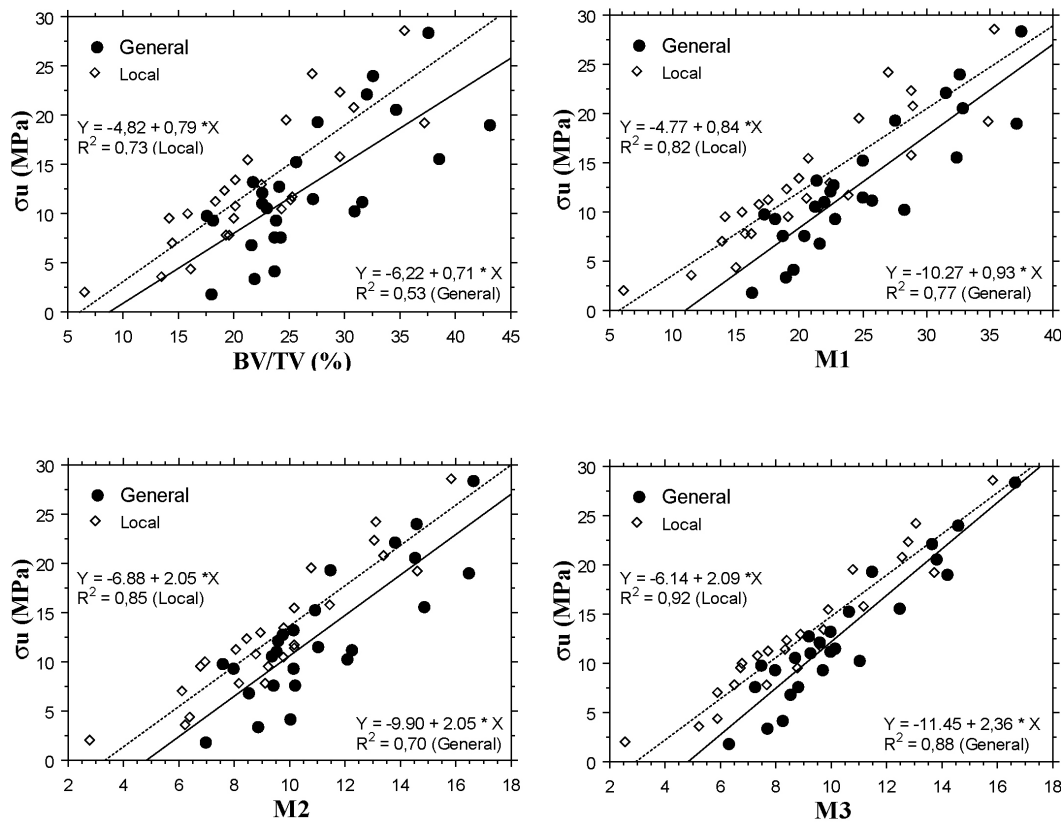 30
25
20
15
10
5
0
σu (MPa)
General
Local
Y = -4,82 + 0,79 *X
R² = 0,73 (Local)
Y = -6,22 + 0,71 * X
R² = 0,53 (General)
5 10 15 20 25 30 35 40 45
BV/TV (%)
30
25
20
15
10
5
0
σu (MPa)
General
Local
Y = -4.77 + 0,84 *X
R² = 0,82 (Local)
Y = -10.27 + 0,93 * X
R² = 0,77 (General)
5 10 15 20 25 30 35 40
M1
30
25
20
15
10
5
0
σu (MPa)
General
Local
Y = -6.88 + 2.05 *X
R² = 0,85 (Local)
Y = -9.90 + 2.05 * X
R² = 0,70 (General)
2 4 6 8 10 12 14 16 18
M2
30
25
20
15
10
5
0
σu (MPa)
General
Local
Y = -6.14 + 2.09 *X
R² = 0,92 (Local)
Y = -11.45 + 2,36 * X
R² = 0,88 (General)
2 4 6 8 10 12 14 16 18
M3